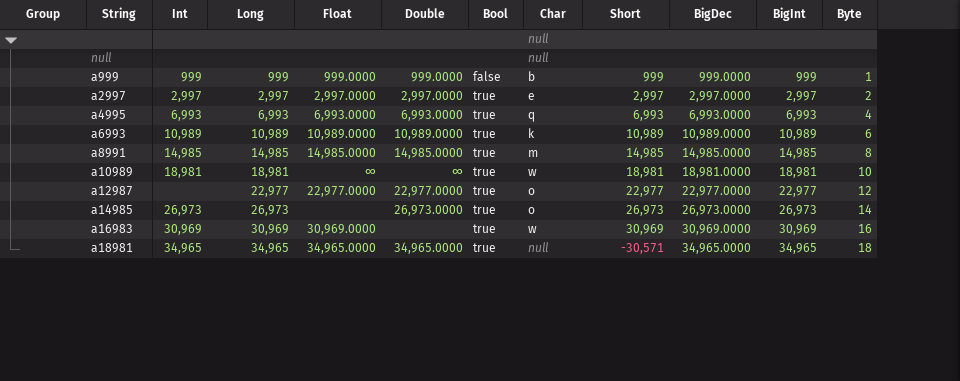 Group String Int Long Float Double Bool Char Short BigDec BigInt Byte
null
null null
a999 999 999 999.0000 999.0000 false b 999 999.0000 999 1
a2997 2,997 2,997 2,997.0000 2,997.0000 true e 2,997 2,997.0000 2,997 2
a4995 6,993 6,993 6,993.0000 6,993.0000 true q 6,993 6,993.0000 6,993 4
a6993 10,989 10,989 10,989.0000 10,989.0000 true k 10,989 10,989.0000 10,989 6
a8991 14,985 14,985 14,985.0000 14,985.0000 true m 14,985 14,985.0000 14,985 8
a10989 18,981 18,981 ∞ ∞ true w 18,981 18,981.0000 18,981 10
a12987 22,977 22,977.0000 22,977.0000 true o 22,977 22,977.0000 22,977 12
a14985 26,973 26,973 26,973.0000 true o 26,973 26,973.0000 26,973 14
a16983 30,969 30,969 30,969.0000 true w 30,969 30,969.0000 30,969 16
a18981 34,965 34,965 34,965.0000 34,965.0000 true null -30,571 34,965.0000 34,965 18